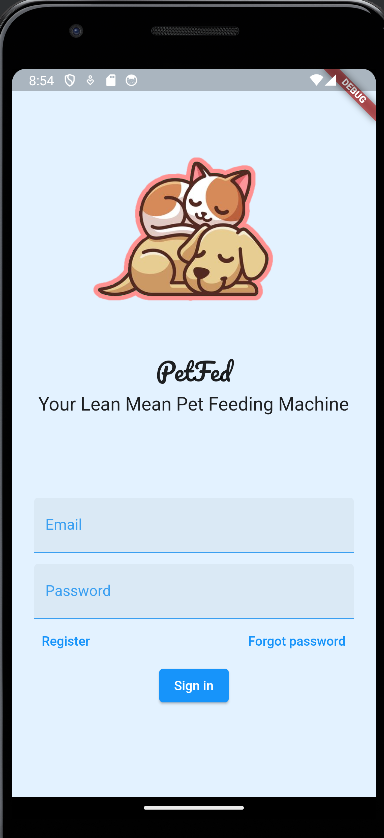 8:54
DEBUG
PetFed
Your Lean Mean Pet Feeding Machine
Email
Password
Register Forgot password
Sign in